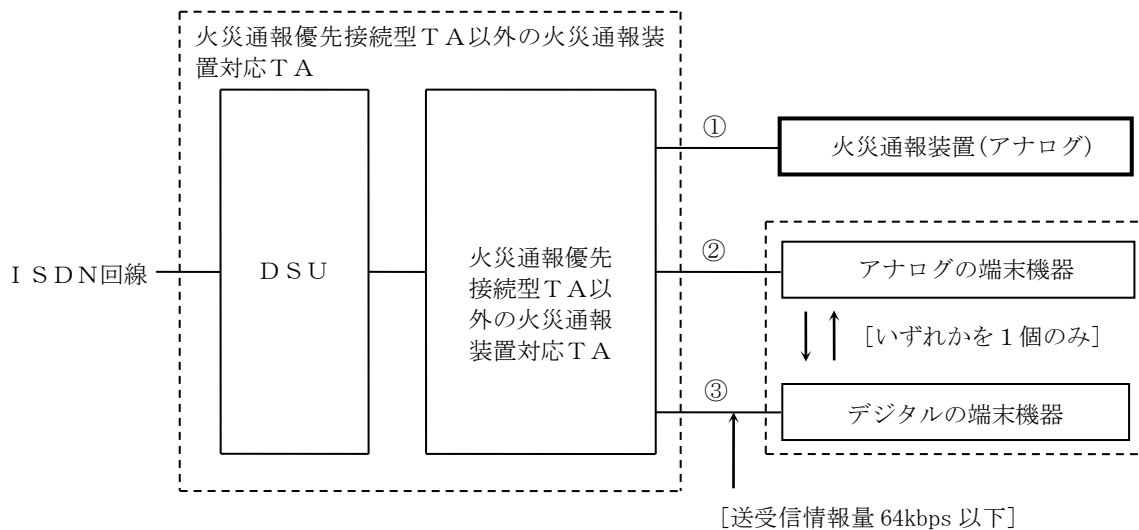 火災通報優先接続型ＴＡ以外の火災通報装
置対応ＴＡ
①
火災通報装置(アナログ)
ＩＳＤＮ回線
ＤＳＵ
火災通報優先
接続型ＴＡ以
外の火災通報
装置対応ＴＡ
②
アナログの端末機器
[いずれかを１個のみ]
③
デジタルの端末機器
[送受信情報量 64kbps 以下]